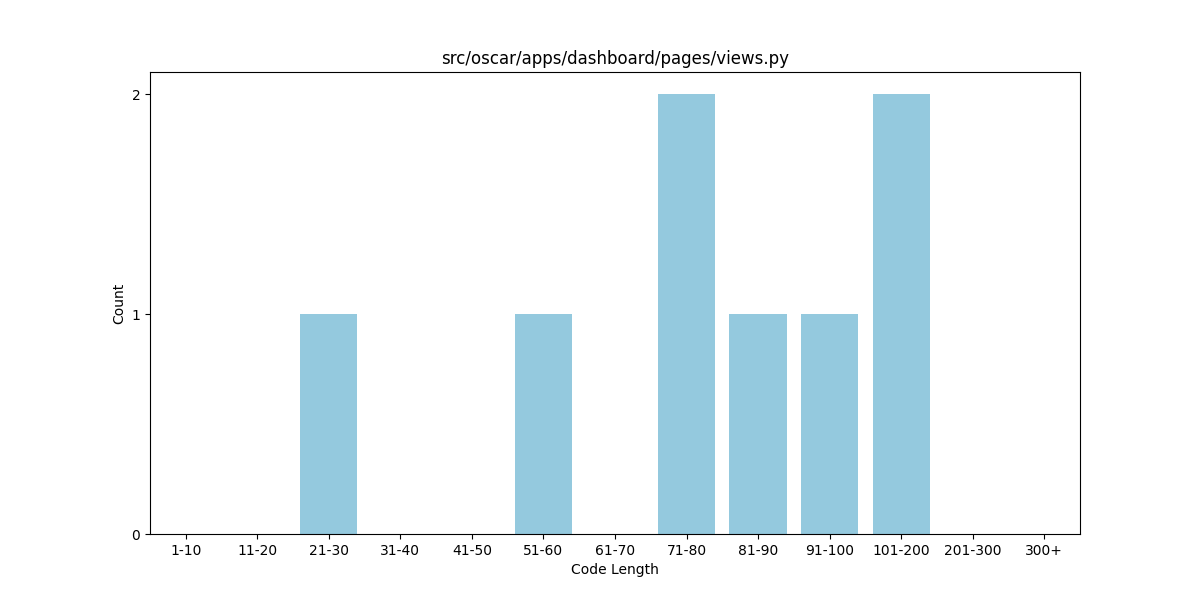 src/oscar/apps/dashboard/pages/views.py
2
1
0
Count
1-10 11-20 21-30 31-40 41-50 51-60 61-70 71-80 81-90 91-100 101-200 201-300 300+
Code Length